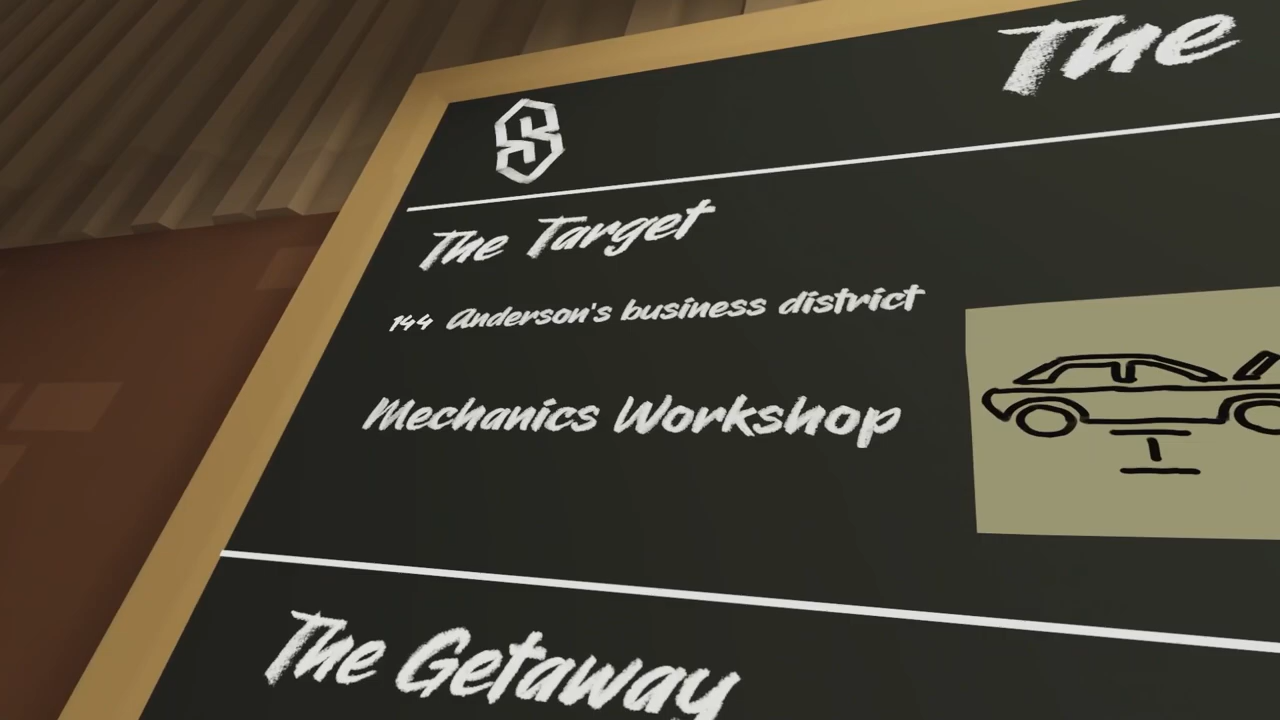 The
The Target
144 Anderson's business district
Mechanics Workshop
The Getaway